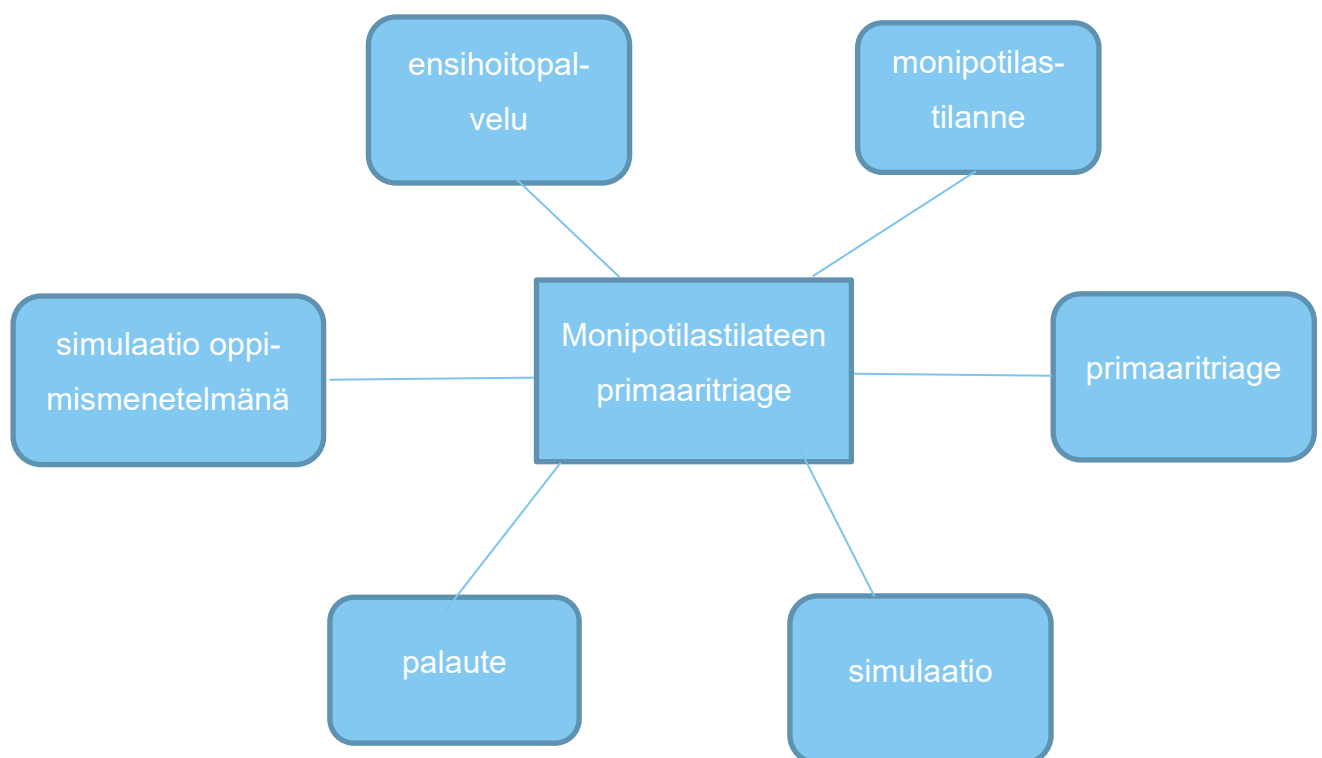 ensihoitopal-
velu
monipotilas-
tilanne
simulaatio oppi-
mismenetelmänä
Monipotilastilateen
primaaritriage
primaaritriage
palaute
simulaatio